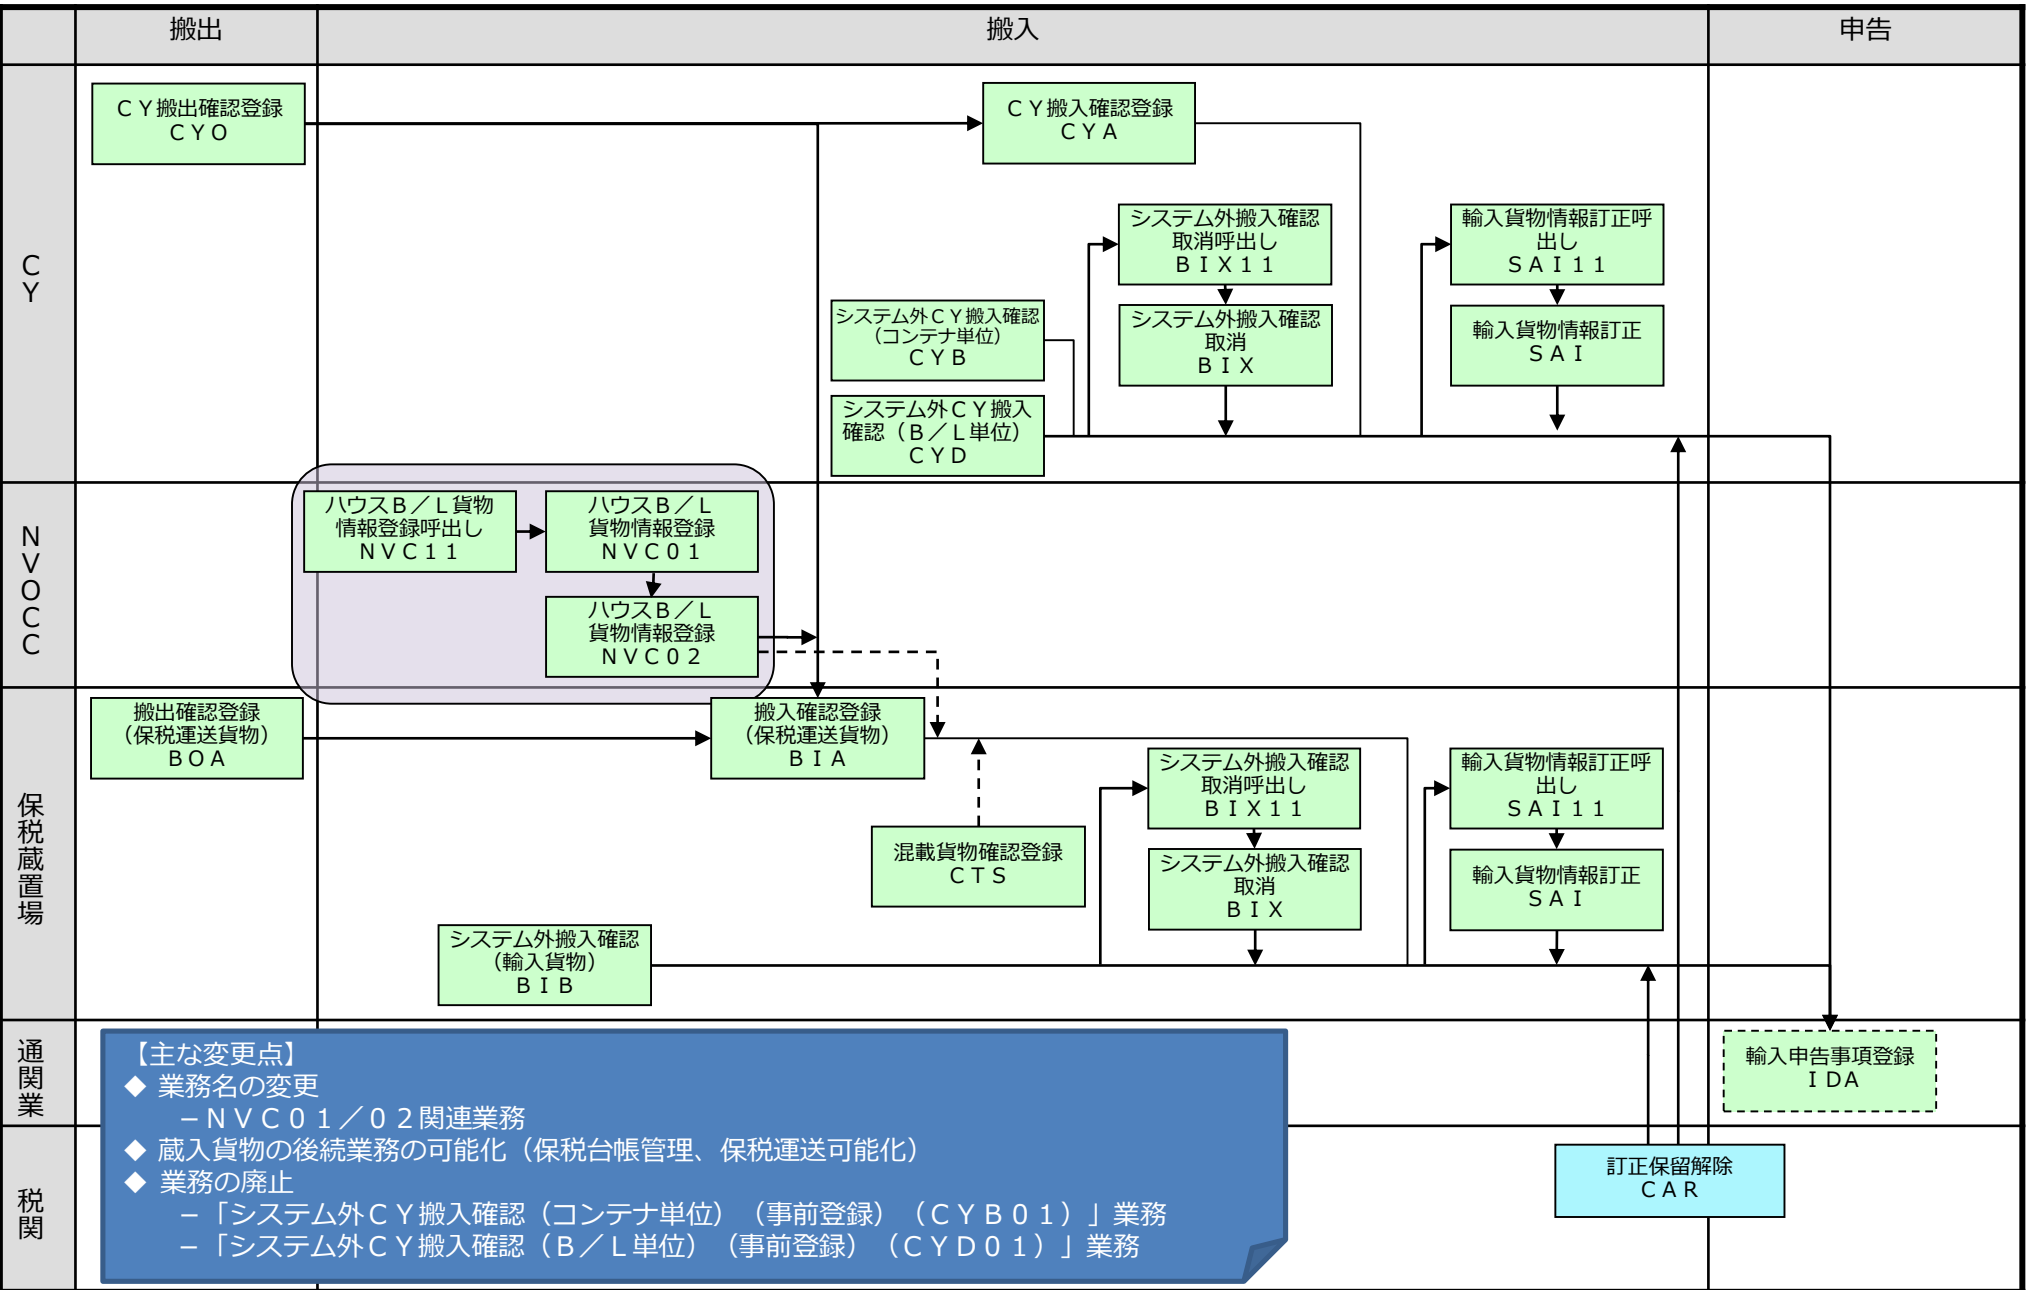 搬出
搬入
申告
ＣＹ
ＣＹ搬出確認登録
ＣＹＯ
ＣＹ搬入確認登録
ＣＹＡ
システム外搬入確認
取消呼出し
ＢＩＸ１１
輸入貨物情報訂正呼
出し
ＳＡＩ１１
システム外ＣＹ搬入確認
（コンテナ単位）
ＣＹＢ
システム外搬入確認
取消
ＢＩＸ
輸入貨物情報訂正
ＳＡＩ
システム外ＣＹ搬入
確認（Ｂ／Ｌ単位）
ＣＹＤ
ＮＶＯＣＣ
ハウスＢ／Ｌ貨物
情報登録呼出し
ＮＶＣ１１
ハウスＢ／Ｌ
貨物情報登録
ＮＶＣ０１
ハウスＢ／Ｌ
貨物情報登録
ＮＶＣ０２
保税蔵置場
搬出確認登録
（保税運送貨物）
ＢＯＡ
搬入確認登録
（保税運送貨物）
ＢＩＡ
システム外搬入確認
取消呼出し
ＢＩＸ１１
輸入貨物情報訂正呼
出し
ＳＡＩ１１
混載貨物確認登録
ＣＴＳ
システム外搬入確認
取消
ＢＩＸ
輸入貨物情報訂正
ＳＡＩ
システム外搬入確認
（輸入貨物）
ＢＩＢ
通関業
輸入申告事項登録
ＩＤＡ
税関
訂正保留解除
ＣＡＲ
【主な変更点】
◆ 業務名の変更
－ＮＶＣ０１／０２関連業務
◆ 蔵入貨物の後続業務の可能化（保税台帳管理、保税運送可能化）
◆ 業務の廃止
－「システム外ＣＹ搬入確認（コンテナ単位）（事前登録）（ＣＹＢ０１）」業務
－「システム外ＣＹ搬入確認（Ｂ／Ｌ単位）（事前登録）（ＣＹＤ０１）」業務